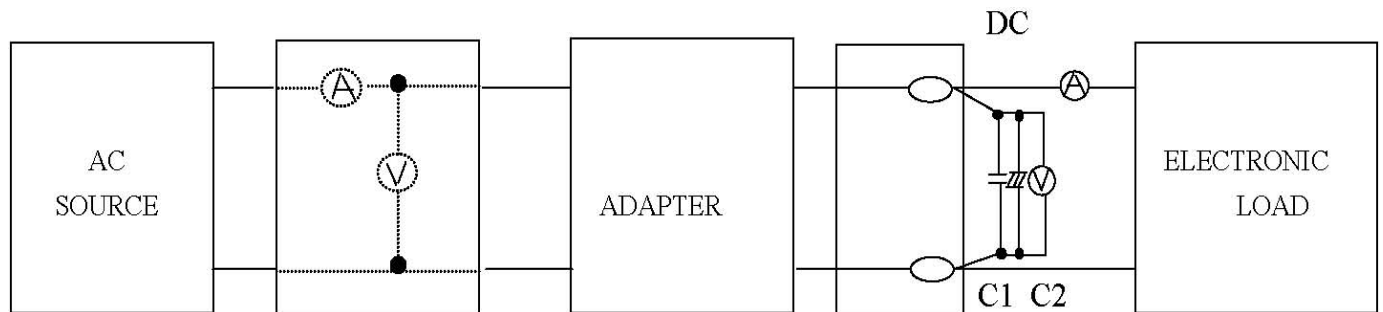 DC
A
A
V
V
AC
SOURCE
ADAPTER
ELECTRONIC
LOAD
C1 C2